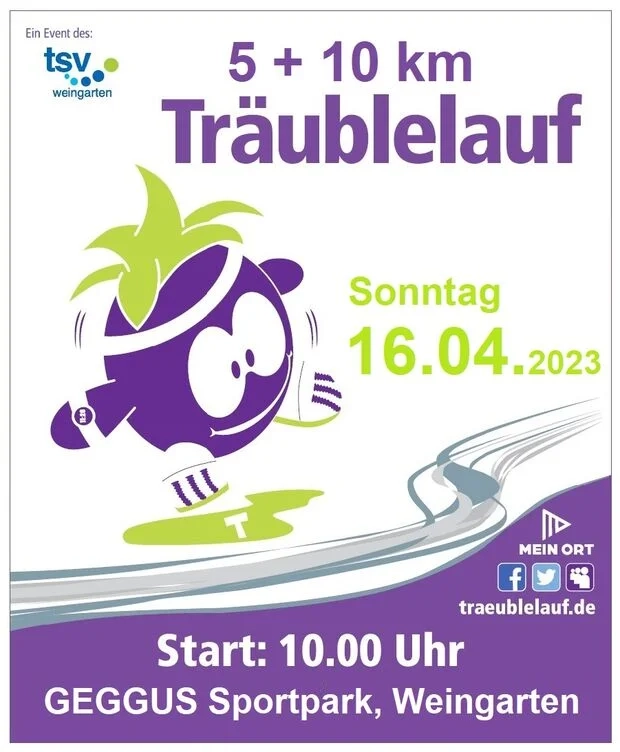 Ein Event des:
tsv
weingarten
5 + 10 km
Träublelauf
Sonntag
16.04.2023
T
MEIN ORT
traeublelauf.de
Start: 10.00 Uhr
GEGGUS Sportpark, Weingarten